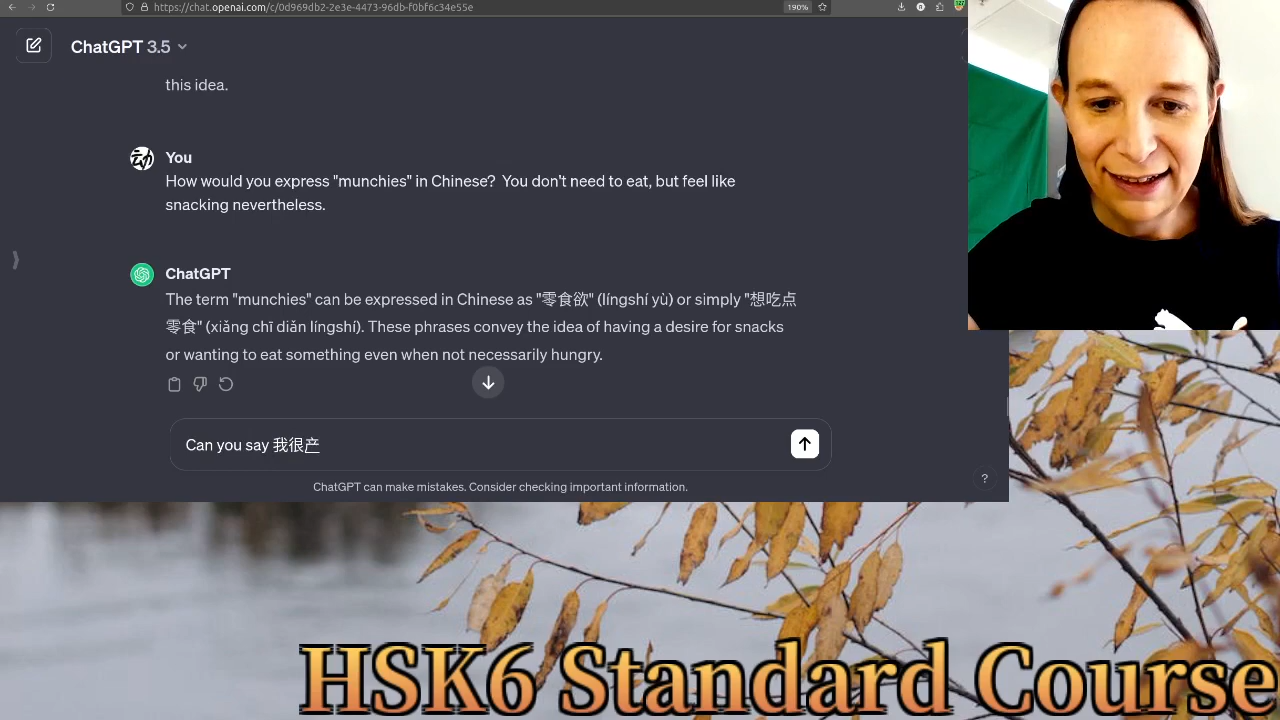 https://chat.openai.com/c/0d969db2-2e3e-4473-96db-f0bf6c34e55e
190%
ChatGPT 3.5
this idea.
You
How would you express "munchies" in Chinese? You don't need to eat, but feel like
snacking nevertheless.
ChatGPT
The term "munchies" can be expressed in Chinese as "零食欲" (língshí yù) or simply "想吃点
零食" (xiǎng chī diǎn língshí). These phrases convey the idea of having a desire for snacks
or wanting to eat something even when not necessarily hungry.
Can you say 我很产
ChatGPT can make mistakes. Consider checking important information.
?
HSK6 Standard Course